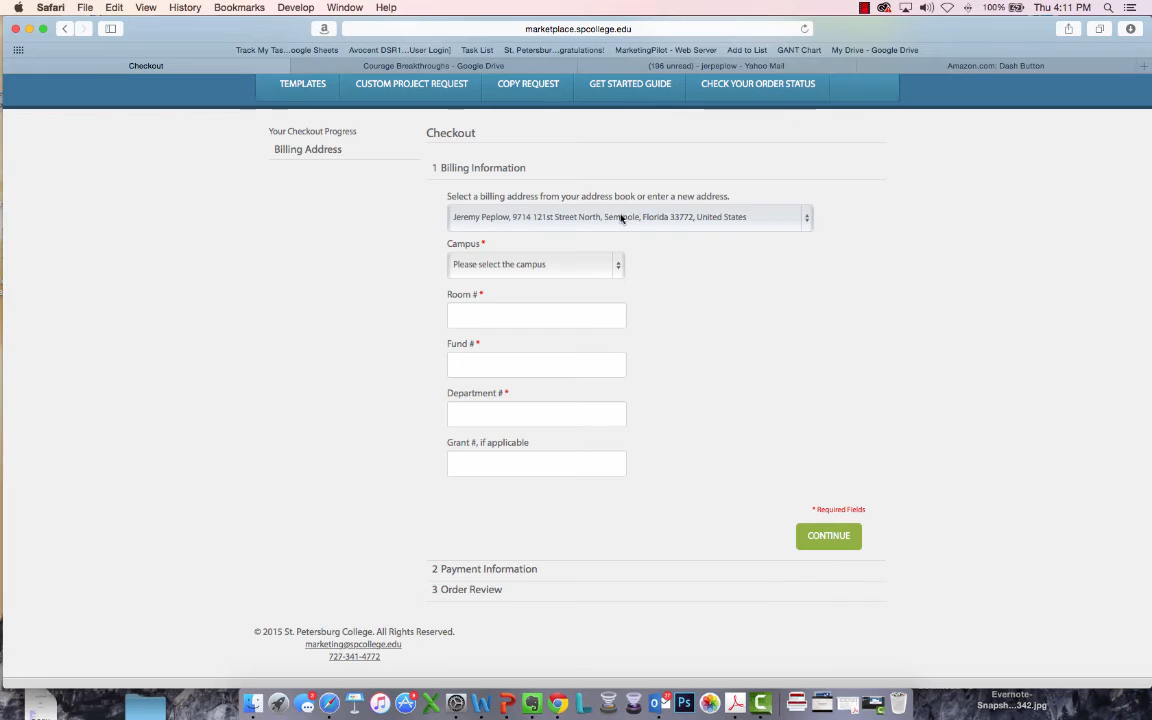 Safari File Edit View History Bookmarks Develop Window Help 100% Thu 4:11 PM
marketplace.spcollege.edu
Track My Tas...oogle Sheets Avocent DSR1...User Login] Task List St. Petersbur...gratulations! MarketingPilot - Web Server Add to List GANT Chart My Drive - Google Drive
Checkout Courage Breakthroughs - Google Drive (196 unread) - jerpeplow - Yahoo Mail Amazon.com: Dash Button
TEMPLATES CUSTOM PROJECT REQUEST COPY REQUEST GET STARTED GUIDE CHECK YOUR ORDER STATUS
Your Checkout Progress
Billing Address
Checkout
1 Billing Information
Select a billing address from your address book or enter a new address.
Jeremy Peplow, 9714 121st Street North, Seminole, Florida 33772, United States
Campus *
Please select the campus
Room # *
Fund # *
Department # *
Grant #, if applicable
* Required Fields
CONTINUE
2 Payment Information
3 Order Review
© 2015 St. Petersburg College. All Rights Reserved.
marketing@spcollege.edu
727-341-4772
Evernote-
Snapsh...342.jpg